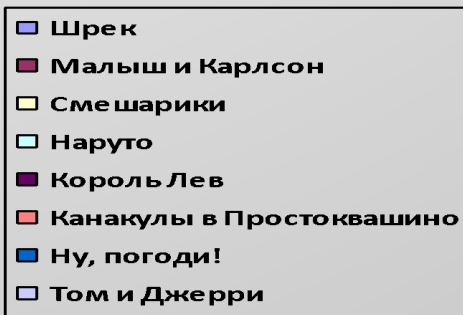 Шрек
Малыш и Карлсон
Смешарики
Наруто
Король Лев
Канакулы в Простоквашино
Ну, погоди!
Том и Джерри